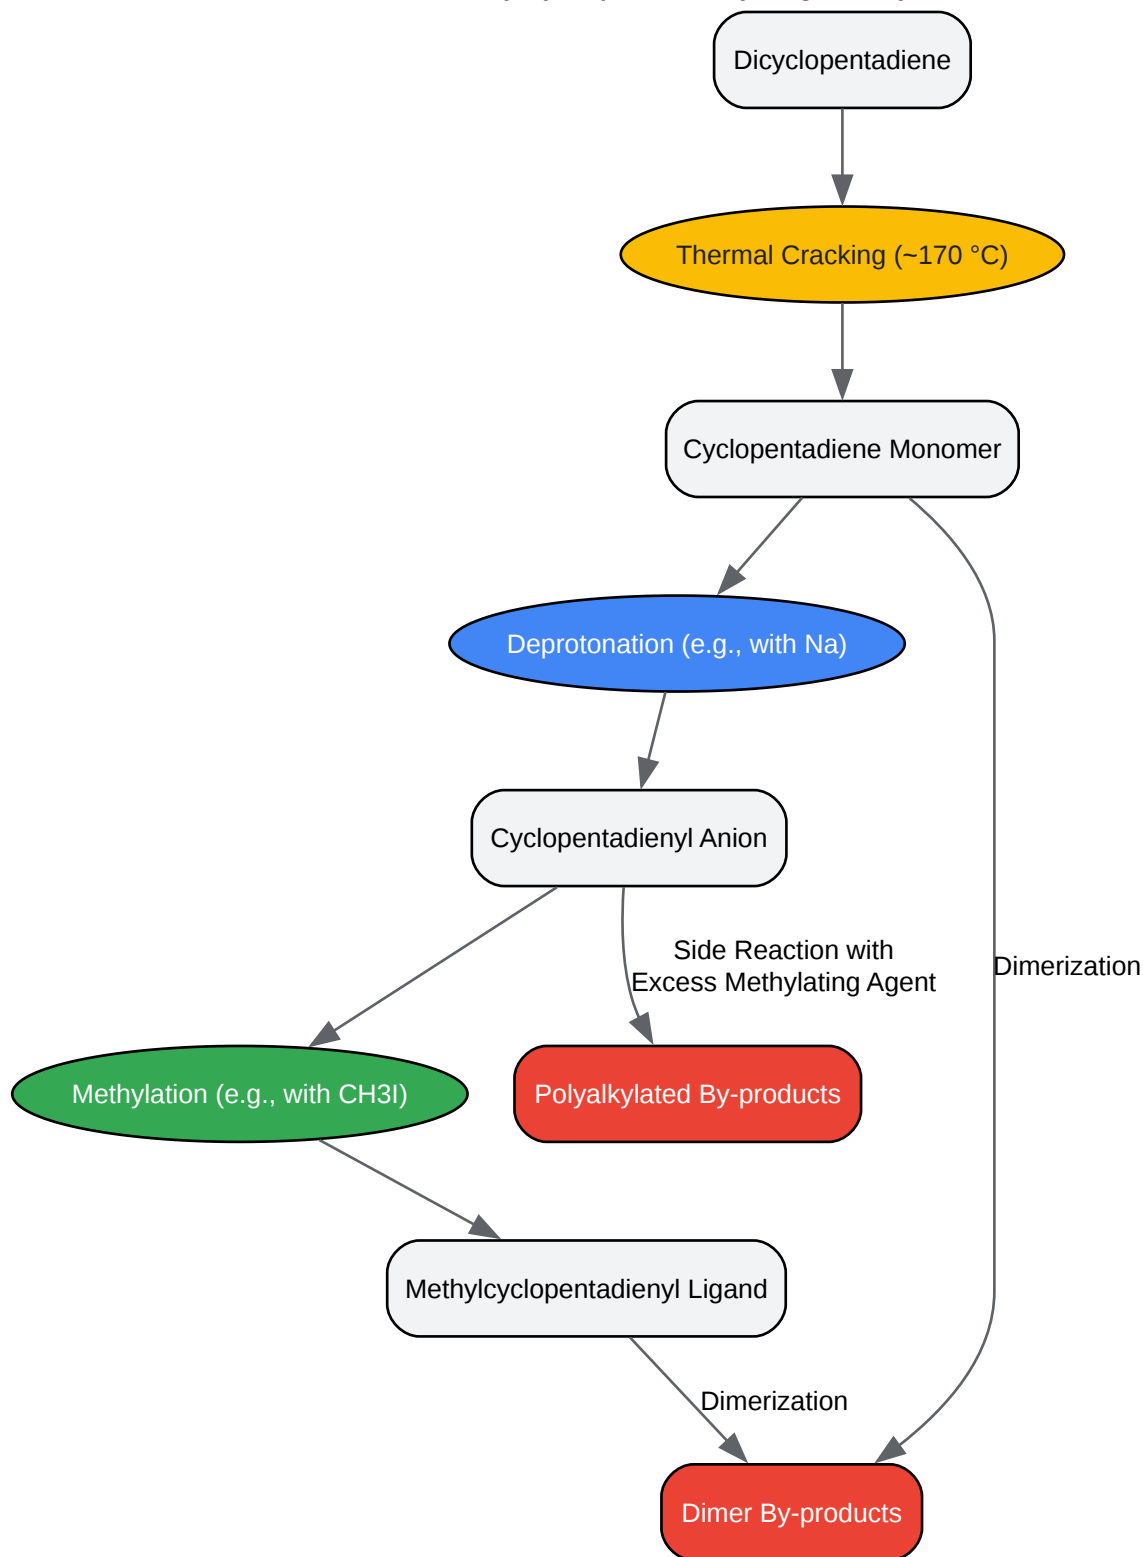 Dicyclopentadiene
Thermal Cracking (~170 °C)
Cyclopentadiene Monomer
Deprotonation (e.g., with Na)
Cyclopentadienyl Anion
Side Reaction with
Excess Methylating Agent
Dimerization
Methylation (e.g., with CH3I)
Polyalkylated By-products
Methylcyclopentadienyl Ligand
Dimerization
Dimer By-products